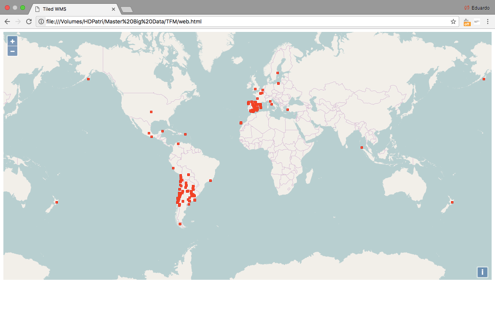 Tiled WMS
Eduardo
file:///Volumes/HDPatri/Master%20Big%20Data/TFM/web.html
+
−
i